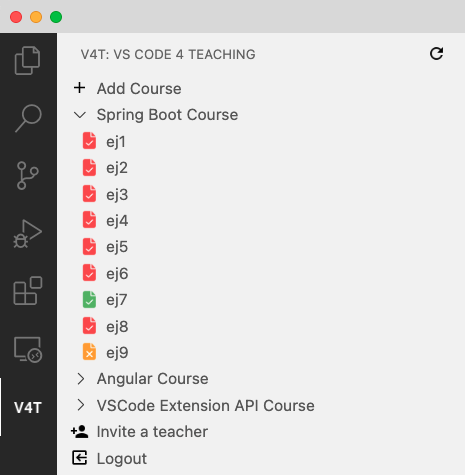 V4T: VS CODE 4 TEACHING
Add Course
Spring Boot Course
ej1
ej2
ej3
ej4
ej5
ej6
ej7
ej8
ej9
Angular Course
VSCode Extension API Course
V4T
Invite a teacher
Logout